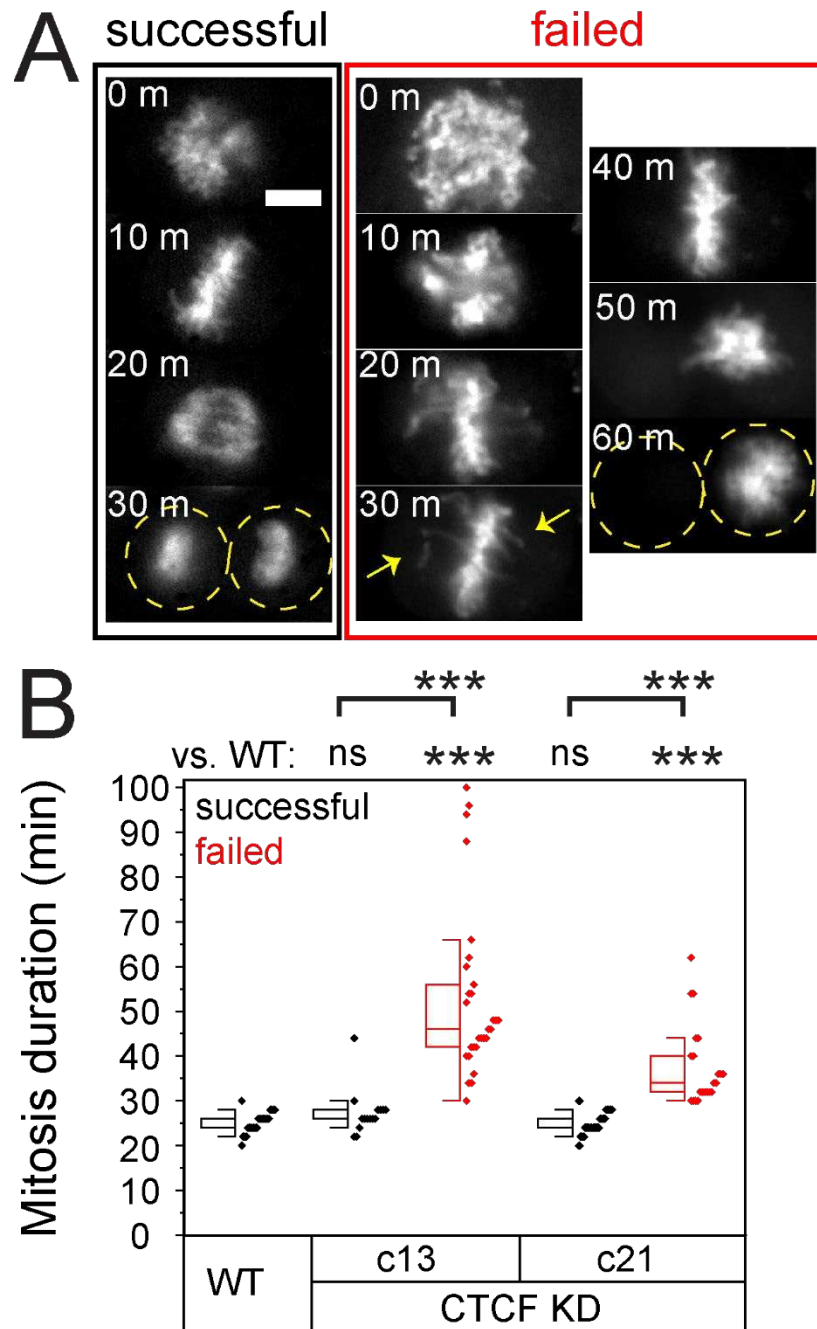 A
successful
failed
0 m
10 m
20 m
30 m
0 m
10 m
20 m
30 m
40 m
50 m
60 m
B
*** ***
vs. WT: ns *** ns ***
successful
failed
Mitosis duration (min)
100
90
80
70
60
50
40
30
20
10
0
WT
c13 c21
CTCF KD